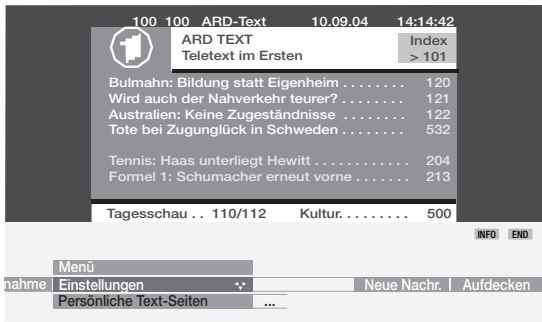 100 100 ARD-Text 10.09.04 14:14:42
ARD TEXT Index
Teletext im Ersten > 101
Bulmahn: Bildung statt Eigenheim . . . . . . . . 120
Wird auch der Nahverkehr teurer? . . . . . . . . 121
Australien: Keine Zugeständnisse . . . . . . . . 122
Tote bei Zugunglück in Schweden . . . . . . . . 532
Tennis: Haas unterliegt Hewitt . . . . . . . . . . . . 204
Formel 1: Schumacher erneut vorne . . . . . . . 213
Tagesschau . . 110/112 Kultur. . . . . . . . . 500
INFO END
Menü
nahme Einstellungen Neue Nachr. Aufdecken
Persönliche Text-Seiten ...